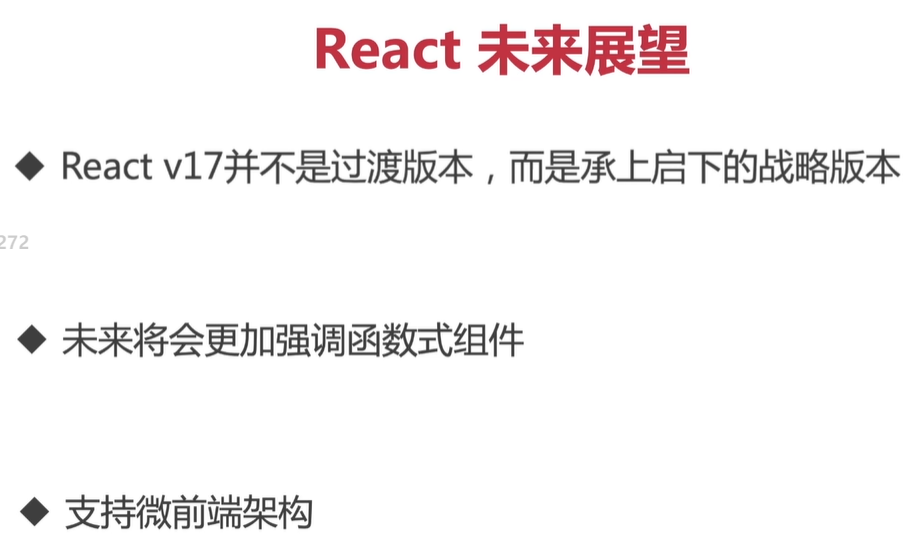 React 未来展望
◆ React v17并不是过渡版本，而是承上启下的战略版本
272
◆ 未来将会更加强调函数式组件
◆ 支持微前端架构